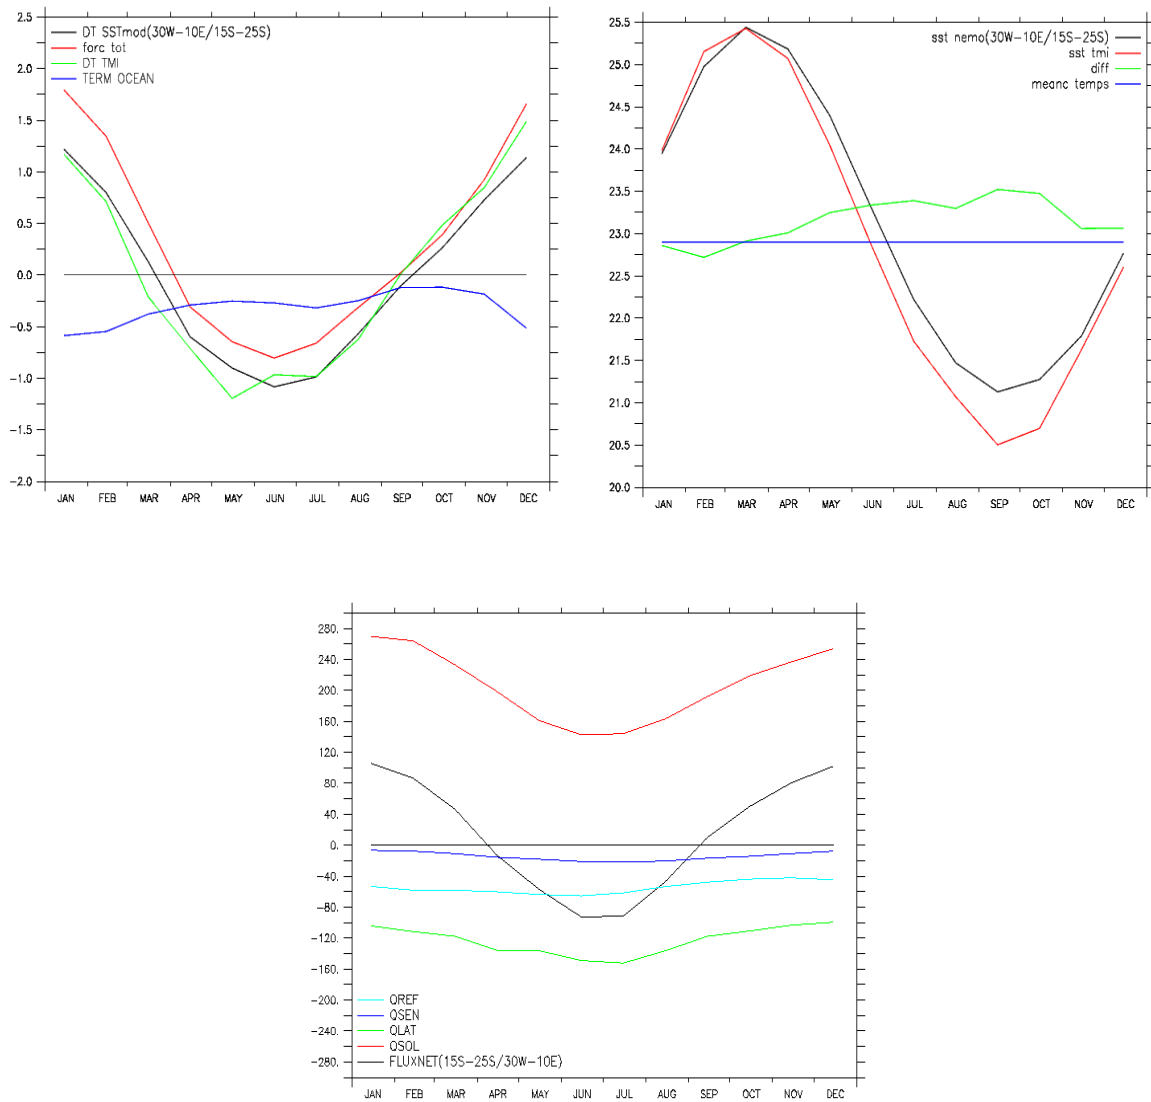 2.5
2.0
1.5
1.0
0.5
0.0
-0.5
-1.0
-1.5
-2.0
DT SSTmod(30W-10E/15S-25S)
forc tot
DT TMI
TERM OCEAN
JAN FEB MAR APR MAY JUN JUL AUG SEP OCT NOV DEC
25.5
25.0
24.5
24.0
23.5
23.0
22.5
22.0
21.5
21.0
20.5
20.0
sst nemo(30W-10E/15S-25S)
sst tmi
diff
meanc temps
JAN FEB MAR APR MAY JUN JUL AUG SEP OCT NOV DEC
280.
240.
200.
160.
120.
80.
40.
0.
-40.
-80.
-120.
-160.
-200.
-240.
-280.
QREF
QSEN
QLAT
QSOL
FLUXNET(15S-25S/30W-10E)
JAN FEB MAR APR MAY JUN JUL AUG SEP OCT NOV DEC